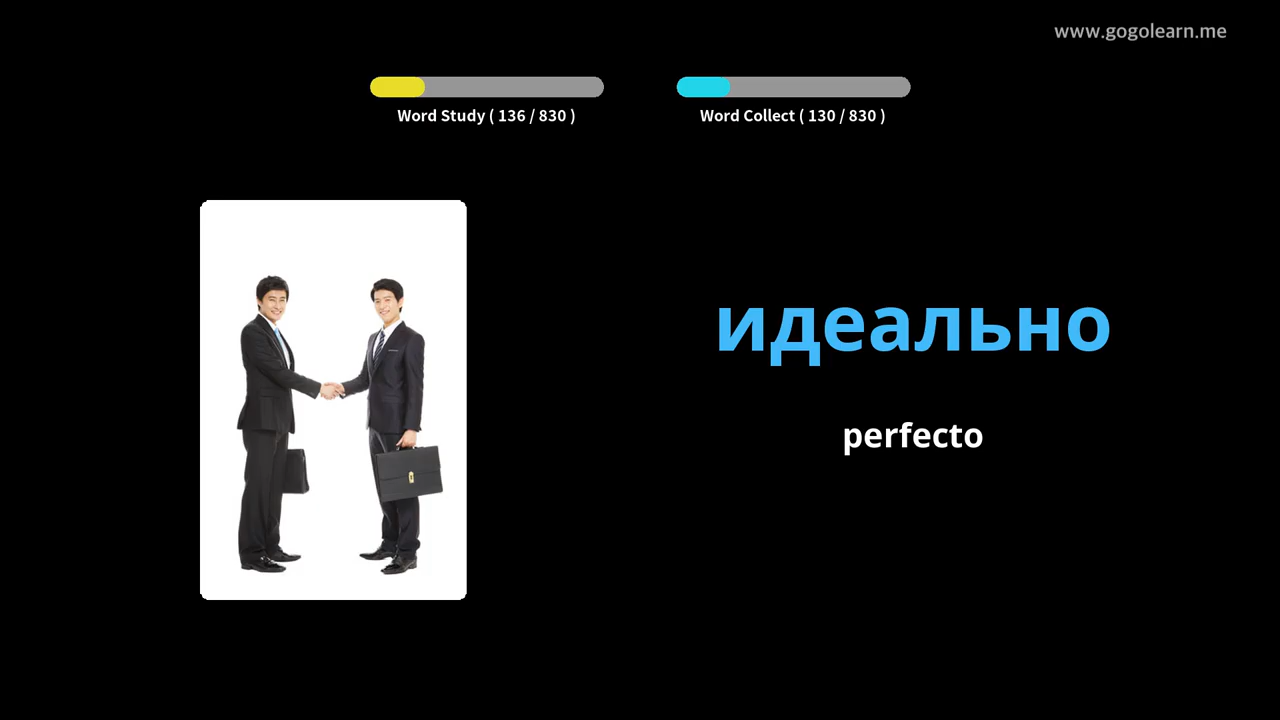 www.gogolearn.me
Word Study ( 136 / 830 )
Word Collect ( 130 / 830 )
идеально
perfecto